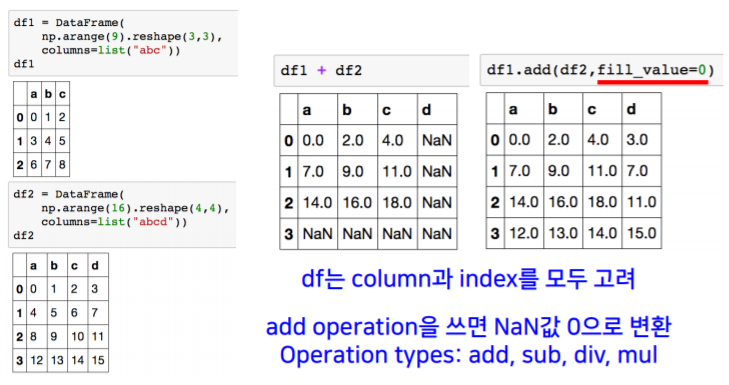 df1 = DataFrame(
np.arange(9).reshape(3,3),
columns=list("abc"))
df1
a b c
0 0 1 2
1 3 4 5
2 6 7 8
df2 = DataFrame(
np.arange(16).reshape(4,4),
columns=list("abcd"))
df2
a b c d
0 0 1 2 3
1 4 5 6 7
2 8 9 10 11
3 12 13 14 15
df1 + df2
a b c d
0 0.0 2.0 4.0 NaN
1 7.0 9.0 11.0 NaN
2 14.0 16.0 18.0 NaN
3 NaN NaN NaN NaN
df1.add(df2,fill_value=0)
a b c d
0 0.0 2.0 4.0 3.0
1 7.0 9.0 11.0 7.0
2 14.0 16.0 18.0 11.0
3 12.0 13.0 14.0 15.0
df는 column과 index를 모두 고려
add operation을 쓰면 NaN값 0으로 변환
Operation types: add, sub, div, mul